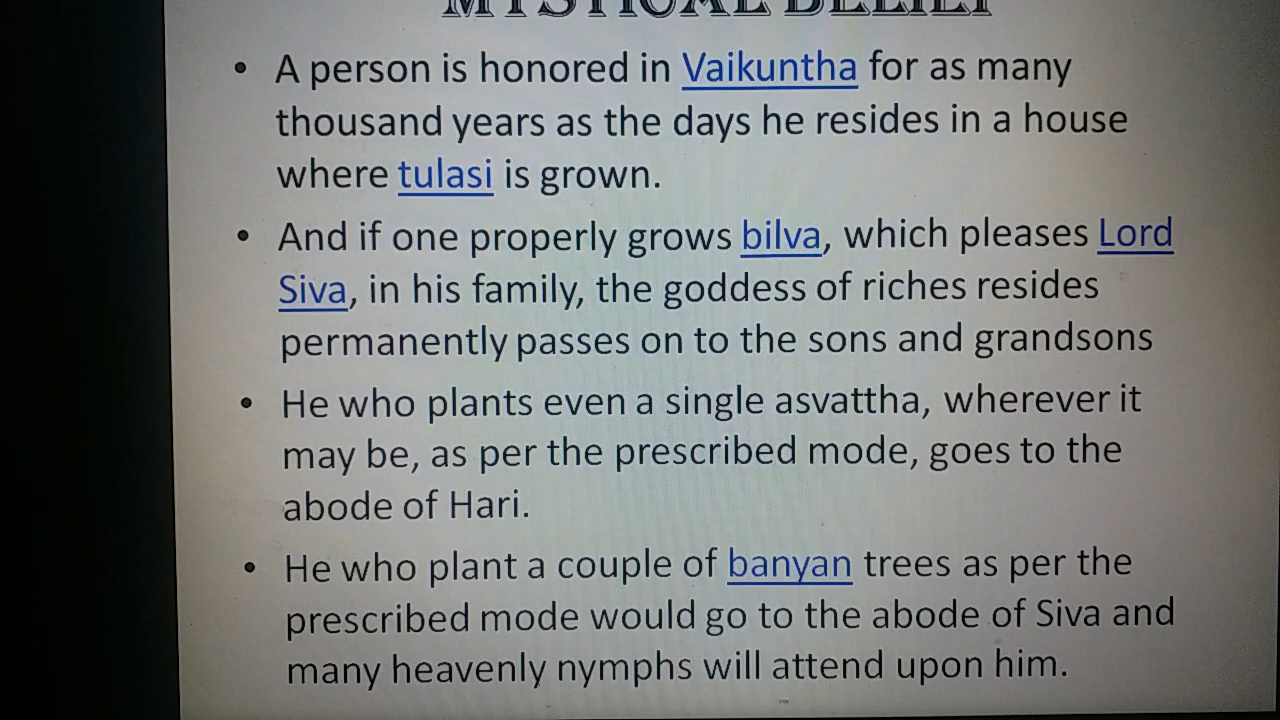 MYSTICAL BELIEF
• A person is honored in Vaikuntha for as many
thousand years as the days he resides in a house
where tulasi is grown.
• And if one properly grows bilva, which pleases Lord
Siva, in his family, the goddess of riches resides
permanently passes on to the sons and grandsons
• He who plants even a single asvattha, wherever it
may be, as per the prescribed mode, goes to the
abode of Hari.
• He who plant a couple of banyan trees as per the
prescribed mode would go to the abode of Siva and
many heavenly nymphs will attend upon him.